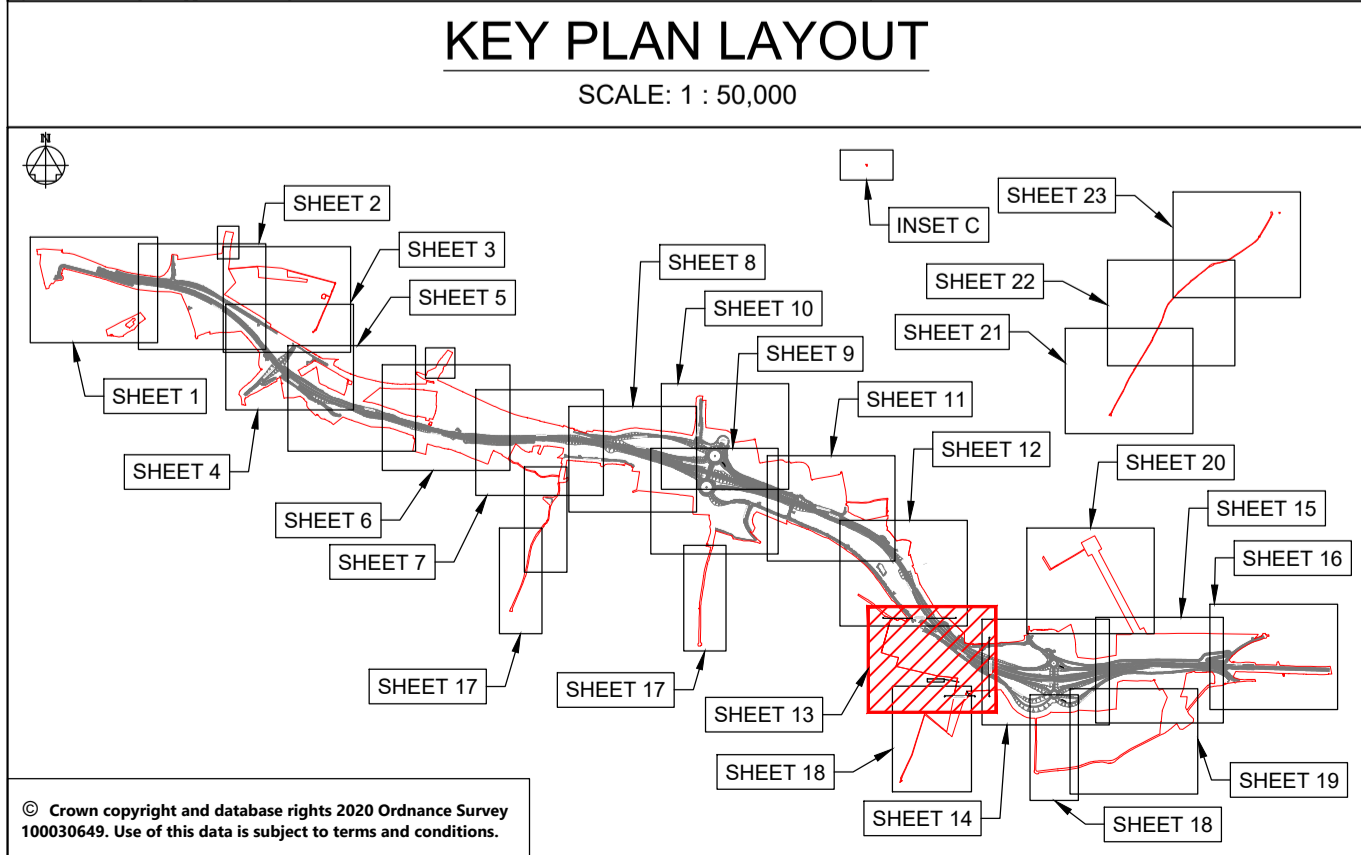 KEY PLAN LAYOUT
SCALE: 1 : 50,000
N
INSET C
SHEET 23
SHEET 2
SHEET 3
SHEET 8
SHEET 22
SHEET 5
SHEET 10
SHEET 21
SHEET 9
SHEET 1
SHEET 11
SHEET 12
SHEET 4
SHEET 20
SHEET 15
SHEET 6
SHEET 16
SHEET 7
SHEET 17
SHEET 17
SHEET 13
SHEET 18
SHEET 19
SHEET 14
SHEET 18
© Crown copyright and database rights 2020 Ordnance Survey
100030649. Use of this data is subject to terms and conditions.